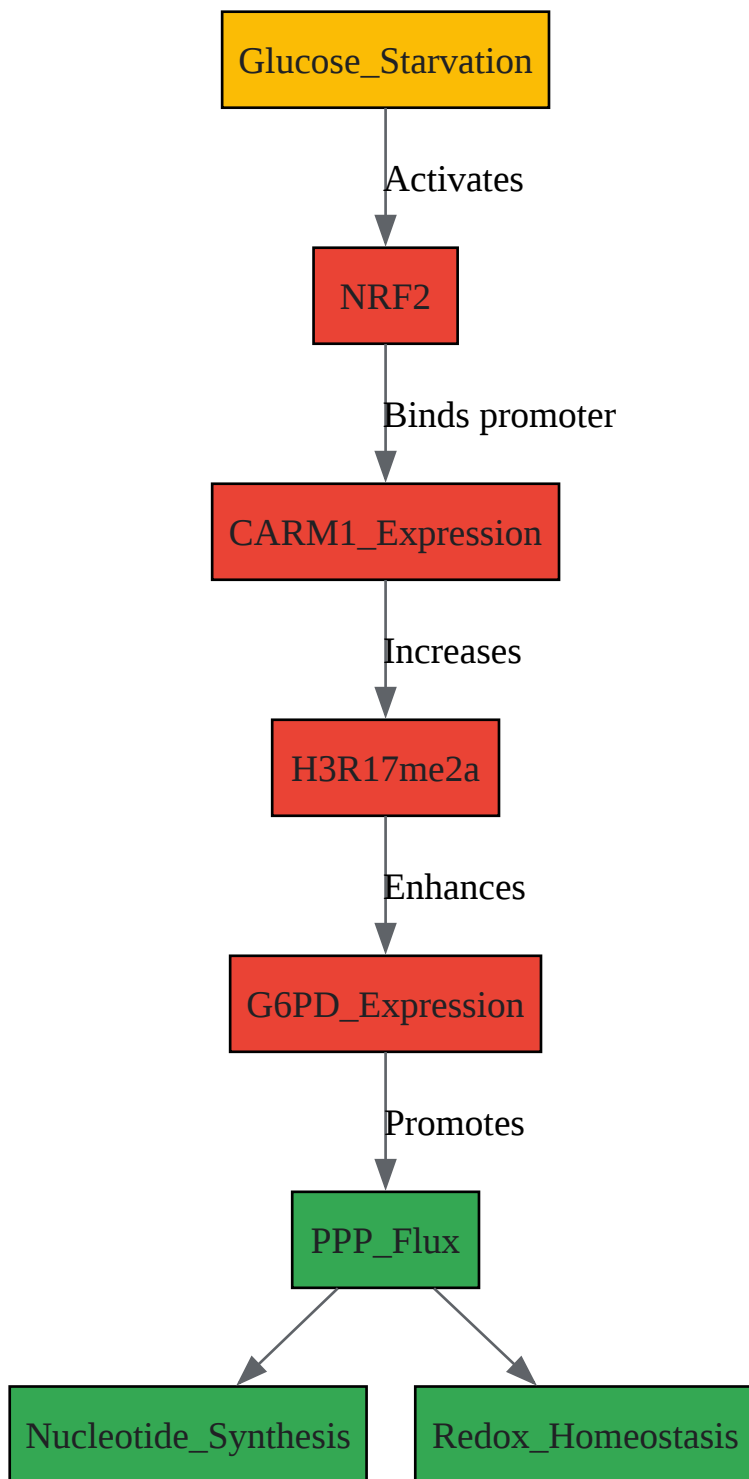 Glucose_Starvation
Activates
NRF2
Binds promoter
CARM1_Expression
Increases
H3R17me2a
Enhances
G6PD_Expression
Promotes
PPP_Flux
Nucleotide_Synthesis
Redox_Homeostasis